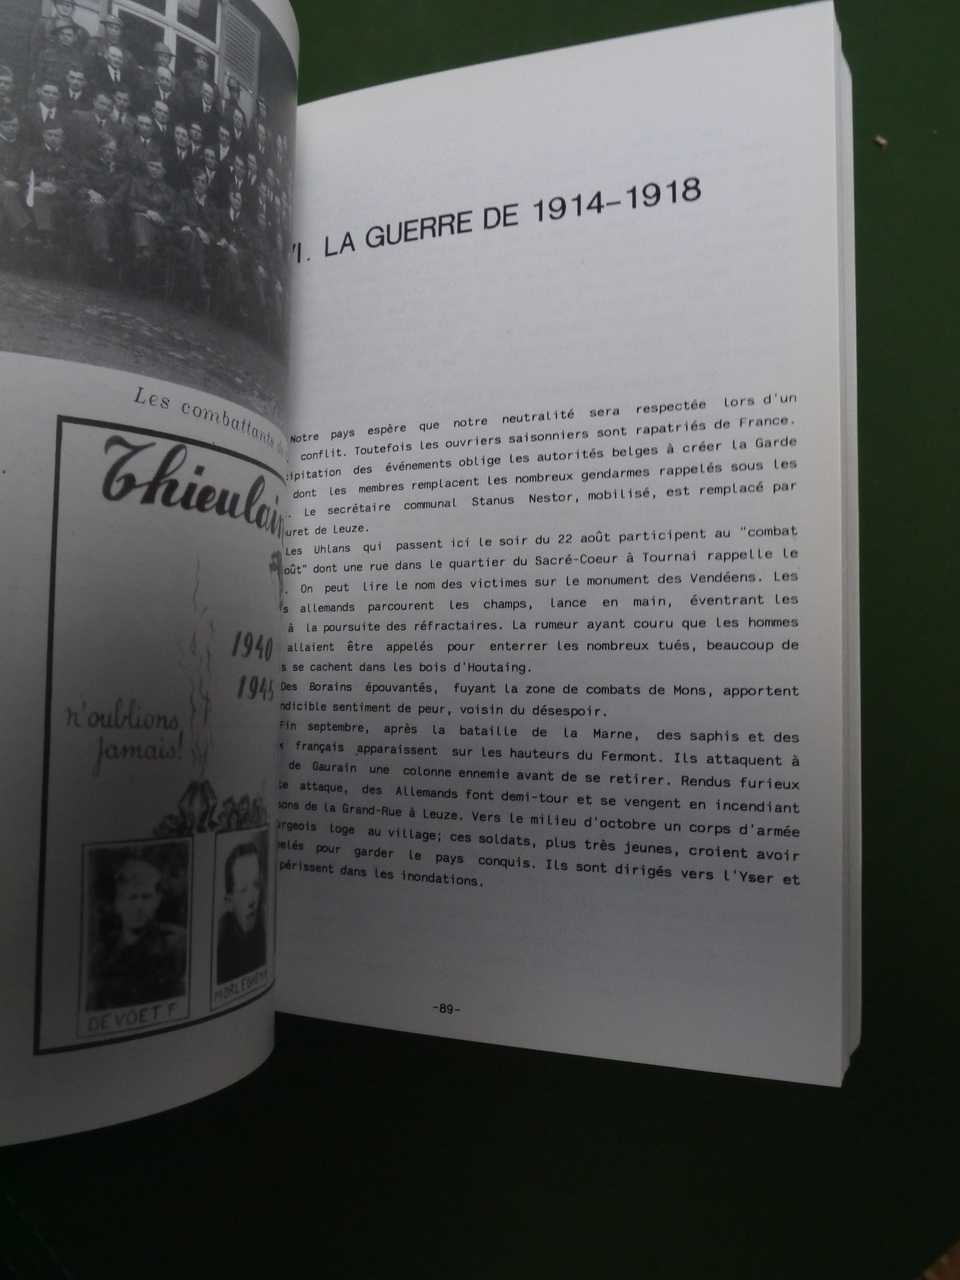 Les combattants de
Thieulain
1940
1945
n'oublions
jamais!
DEVOET.F
MORLEGHEM
VI. LA GUERRE DE 1914-1918
Notre pays espère que notre neutralité sera respectée lors d'un
conflit. Toutefois les ouvriers saisonniers sont rapatriés de France.
cipitation des événements oblige les autorités belges à créer la Garde
dont les membres remplacent les nombreux gendarmes rappelés sous les
. Le secrétaire communal Stanus Nestor, mobilisé, est remplacé par
uret de Leuze.
Les Uhlans qui passent ici le soir du 22 août participent au "combat
oût" dont une rue dans le quartier du Sacré-Coeur à Tournai rappelle le
. On peut lire le nom des victimes sur le monument des Vendéens. Les
s allemands parcourent les champs, lance en main, éventrant les
à la poursuite des réfractaires. La rumeur ayant couru que les hommes
allaient être appelés pour enterrer les nombreux tués, beaucoup de
s se cachent dans les bois d'Houtaing.
Des Borains épouvantés, fuyant la zone de combats de Mons, apportent
ndicible sentiment de peur, voisin du désespoir.
Fin septembre, après la bataille de la Marne, des saphis et des
x français apparaissent sur les hauteurs du Fermont. Ils attaquent à
de Gaurain une colonne ennemie avant de se retirer. Rendus furieux
te attaque, des Allemands font demi-tour et se vengent en incendiant
sons de la Grand-Rue à Leuze. Vers le milieu d'octobre un corps d'armée
urgeois loge au village; ces soldats, plus très jeunes, croient avoir
pelés pour garder le pays conquis. Ils sont dirigés vers l'Yser et
périssent dans les inondations.
-89-